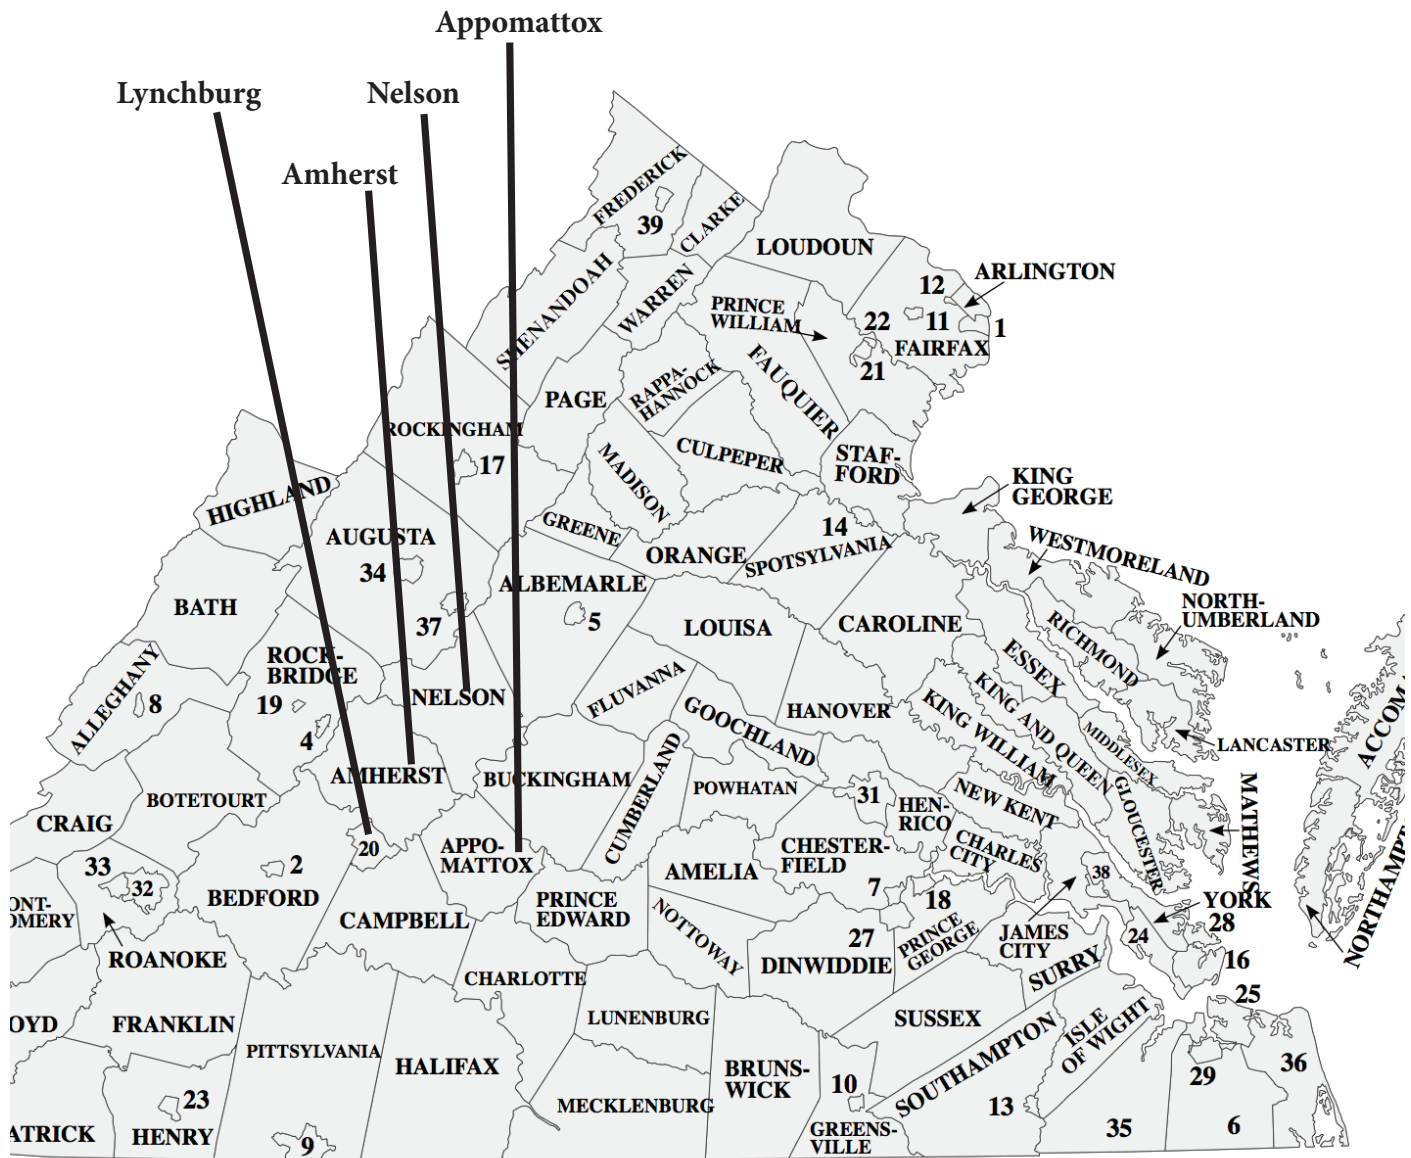 Appomattox
Lynchburg
Nelson
Amherst
FREDERICK
39
CLARKE
LOUDOUN
SHENANDOAH
WARREN
ARLINGTON
12
PRINCE
WILLIAM
22
11
1
FAIRFAX
21
FAUQUIER
PAGE
RAPPA-
HANNOCK
ROCKINGHAM
17
MADISON
CULPEPER
STAF-
FORD
KING
GEORGE
HIGHLAND
AUGUSTA
34
GREENE
ORANGE
14
SPOTSYLVANIA
WESTMORELAND
BATH
ALBEMARLE
5
37
LOUISA
CAROLINE
NORTH-
UMBERLAND
RICHMOND
ESSEX
ROCK-
BRIDGE
19
4
ALLEGHANY
8
NELSON
FLUVANNA
GOOCHLAND
HANOVER
KING WILLIAM
KING AND QUEEN
MIDDLESEX
LANCASTER
ACCOMA
AMHERST
BUCKINGHAM
CUMBERLAND
POWHATAN
31
HEN-
RICO
NEW KENT
GLOUCESTER
MATHEWS
NORTHAMPT
BOTETOURT
CRAIG
33
32
2
BEDFORD
20
APPO-
MATTOX
AMELIA
CHESTER-
FIELD
7
CHARLES
CITY
38
ONT-
OMERY
ROANOKE
CAMPBELL
PRINCE
EDWARD
NOTTOWAY
27
DINWIDDIE
18
PRINCE
GEORGE
JAMES
CITY
YORK
24
28
16
25
SURRY
CHARLOTTE
OYD
FRANKLIN
PITTSYLVANIA
HALIFAX
LUNENBURG
SUSSEX
SOUTHAMPTON
ISLE
OF WIGHT
BRUNS-
WICK
10
13
29
36
23
ATRICK
HENRY
9
MECKLENBURG
GREENS-
VILLE
35
6